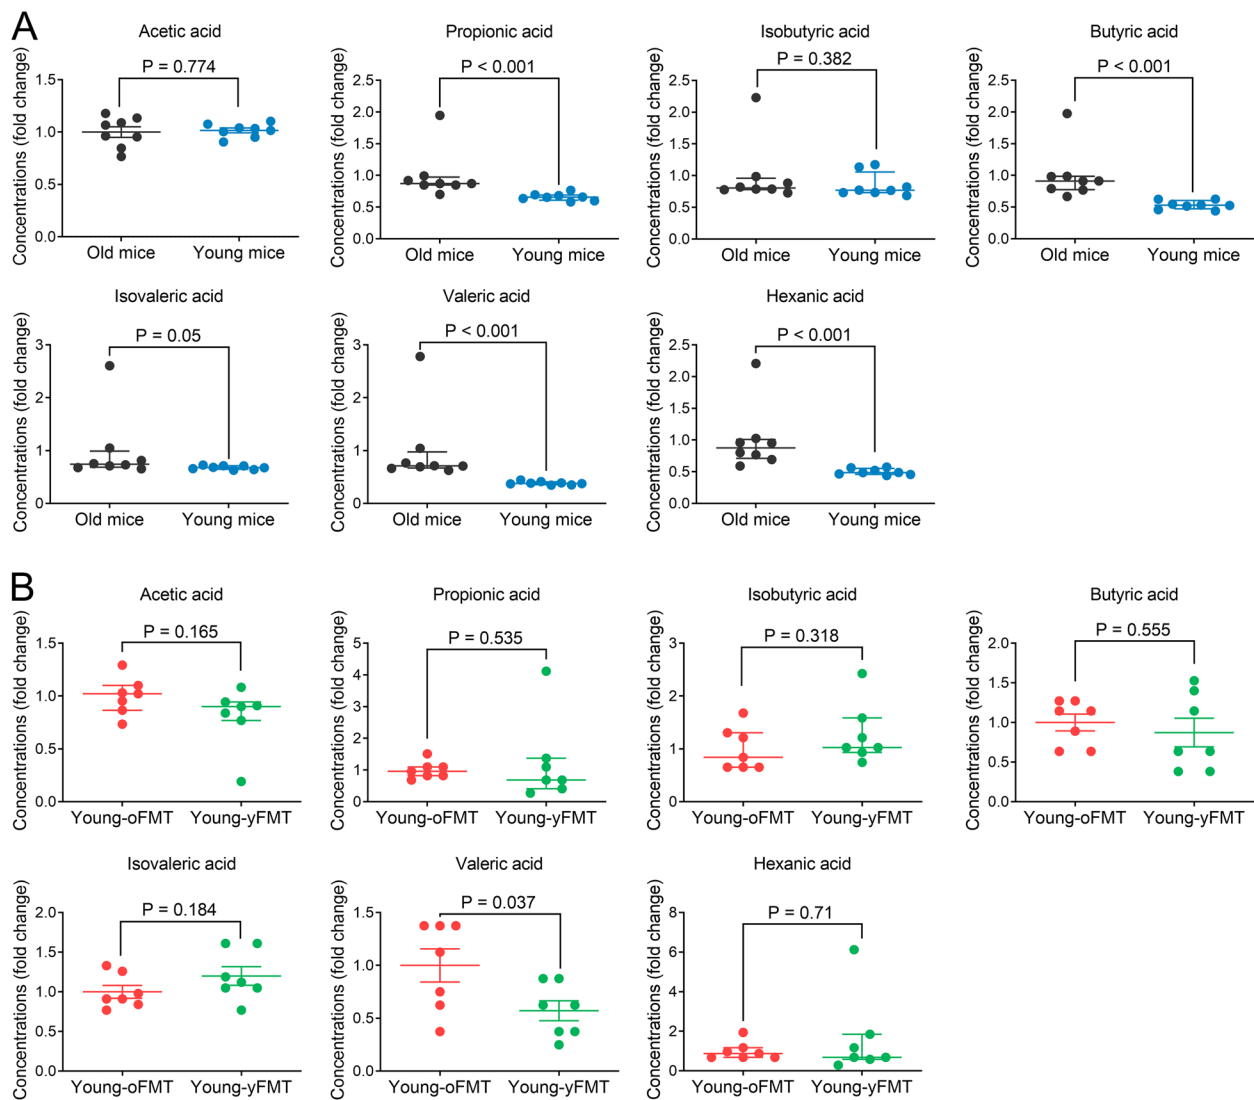 A
Acetic acid
Concentrations (fold change)
1.5
1.0
0.5
0.0
P = 0.774
Old mice
Young mice
Propionic acid
Concentrations (fold change)
2.5
2.0
1.5
1.0
0.5
0.0
P < 0.001
Old mice
Young mice
Isobutyric acid
Concentrations (fold change)
2.5
2.0
1.5
1.0
0.5
0.0
P = 0.382
Old mice
Young mice
Butyric acid
Concentrations (fold change)
2.5
2.0
1.5
1.0
0.5
0.0
P < 0.001
Old mice
Young mice
Isovaleric acid
Concentrations (fold change)
3
2
1
0
P = 0.05
Old mice
Young mice
Valeric acid
Concentrations (fold change)
3
2
1
0
P < 0.001
Old mice
Young mice
Hexanic acid
Concentrations (fold change)
2.5
2.0
1.5
1.0
0.5
0.0
P < 0.001
Old mice
Young mice
B
Acetic acid
Concentrations (fold change)
1.5
1.0
0.5
0.0
P = 0.165
Young-oFMT
Young-yFMT
Propionic acid
Concentrations (fold change)
5
4
3
2
1
0
P = 0.535
Young-oFMT
Young-yFMT
Isobutyric acid
Concentrations (fold change)
3
2
1
0
P = 0.318
Young-oFMT
Young-yFMT
Butyric acid
Concentrations (fold change)
2.0
1.5
1.0
0.5
0.0
P = 0.555
Young-oFMT
Young-yFMT
Isovaleric acid
Concentrations (fold change)
2.0
1.5
1.0
0.5
0.0
P = 0.184
Young-oFMT
Young-yFMT
Valeric acid
Concentrations (fold change)
1.5
1.0
0.5
0.0
P = 0.037
Young-oFMT
Young-yFMT
Hexanic acid
Concentrations (fold change)
8
6
4
2
0
P = 0.71
Young-oFMT
Young-yFMT